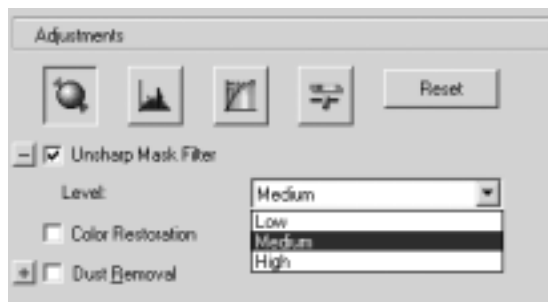 Adjustments
Reset
Unsharp Mask Filter
Level: Medium
Low
Color Restoration
Medium
High
Dust Removal